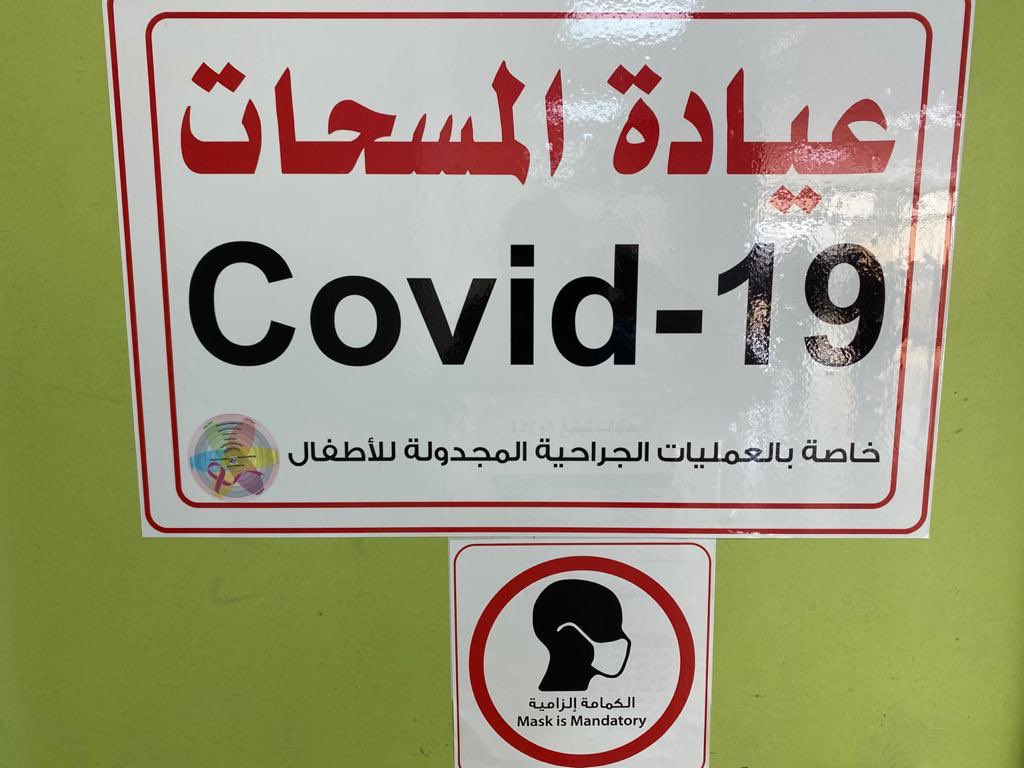 عيادة المسحات
Covid-19
خاصة بالعمليات الجراحية المجدولة للأطفال
الكمامة إلزامية
Mask is Mandatory